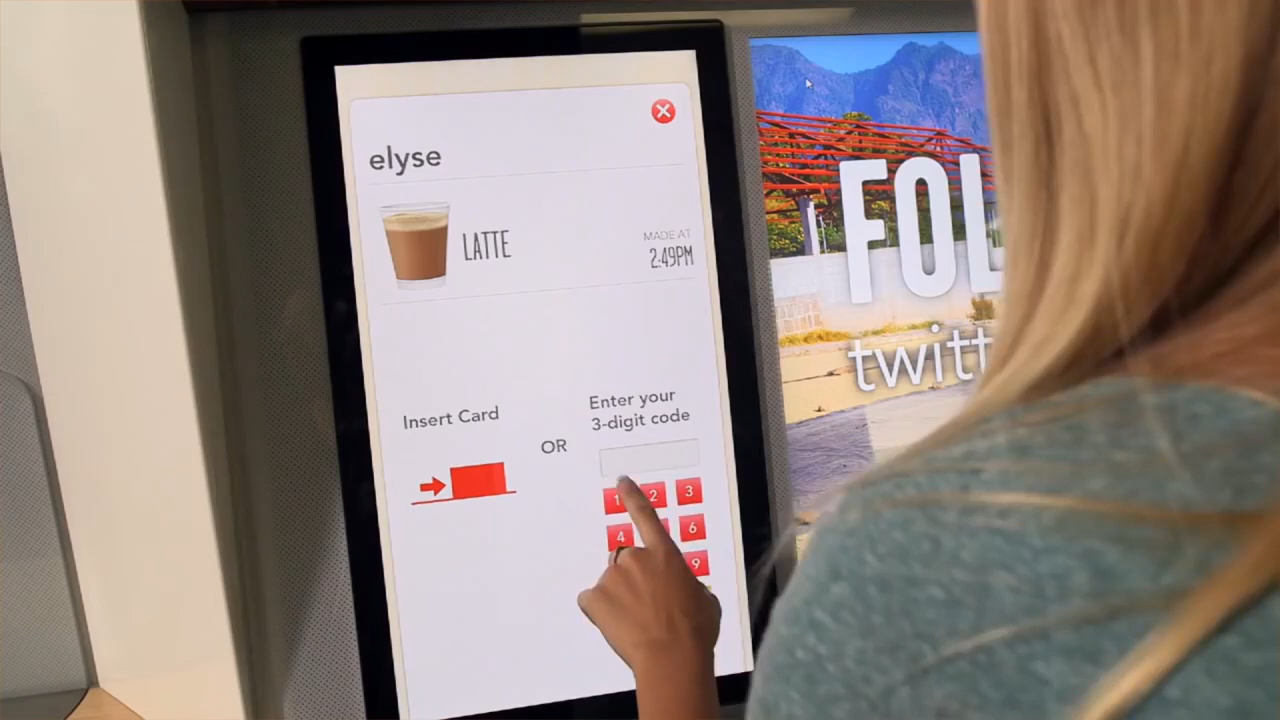 elyse
LATTE
MADE AT
2:49PM
Insert Card
OR
Enter your
3-digit code
1 2 3
4 6
9
FOL
twitt